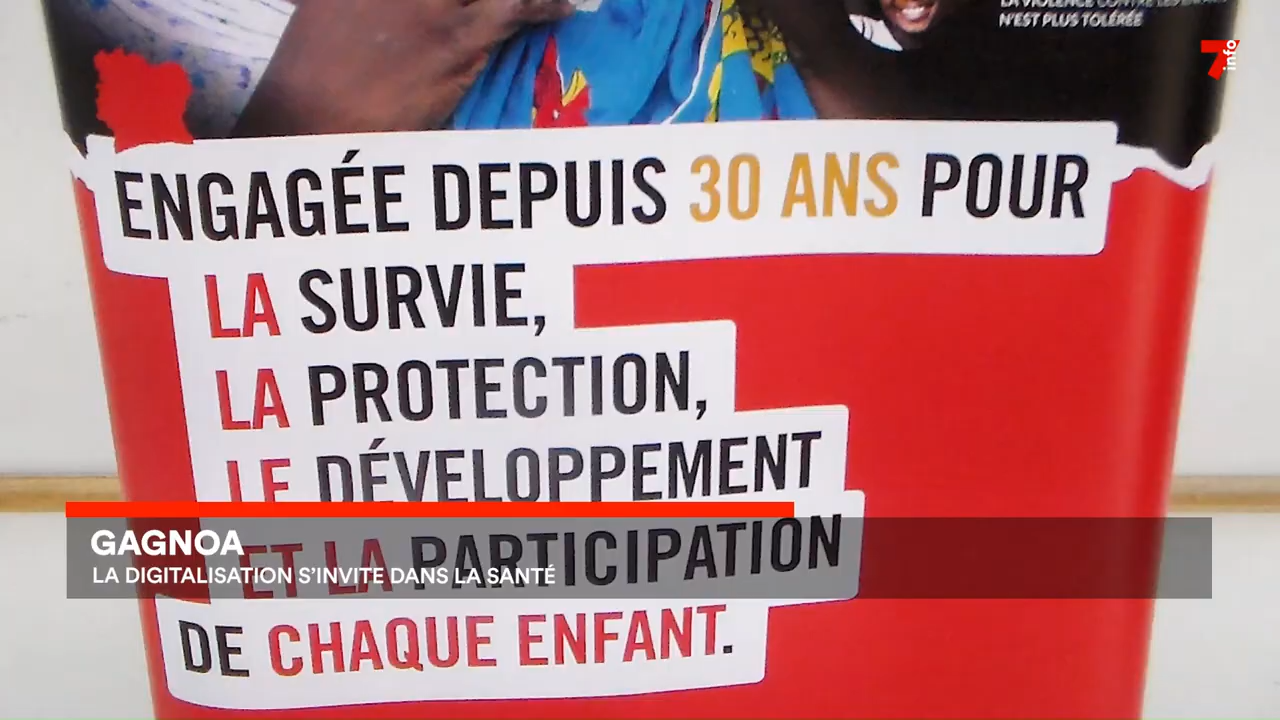 N'EST PLUS TOLÉRÉE
7info
ENGAGÉE DEPUIS 30 ANS POUR
LA SURVIE,
LA PROTECTION,
LE DÉVELOPPEMENT
ET LA PARTICIPATION
DE CHAQUE ENFANT.
GAGNOA
LA DIGITALISATION S'INVITE DANS LA SANTÉ